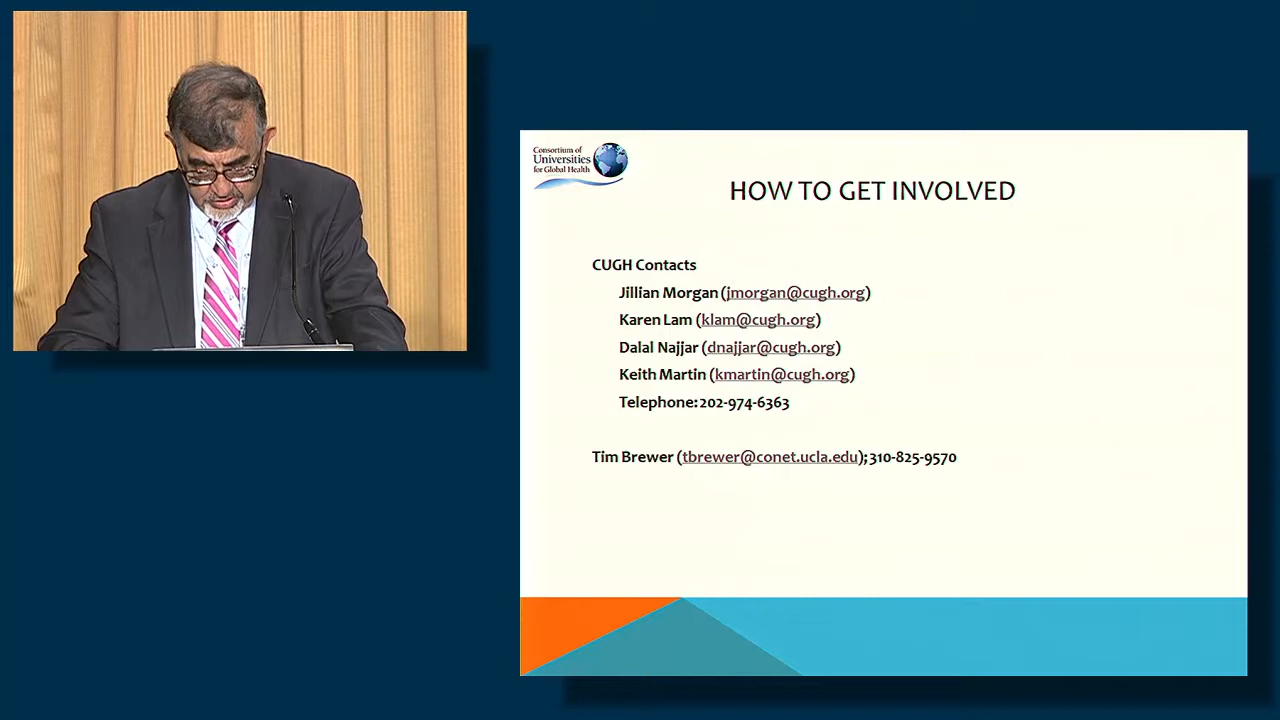 Consortium of
Universities
for Global Health
HOW TO GET INVOLVED
CUGH Contacts
Jillian Morgan (jmorgan@cugh.org)
Karen Lam (klam@cugh.org)
Dalal Najjar (dnajjar@cugh.org)
Keith Martin (kmartin@cugh.org)
Telephone: 202-974-6363
Tim Brewer (tbrewer@conet.ucla.edu); 310-825-9570